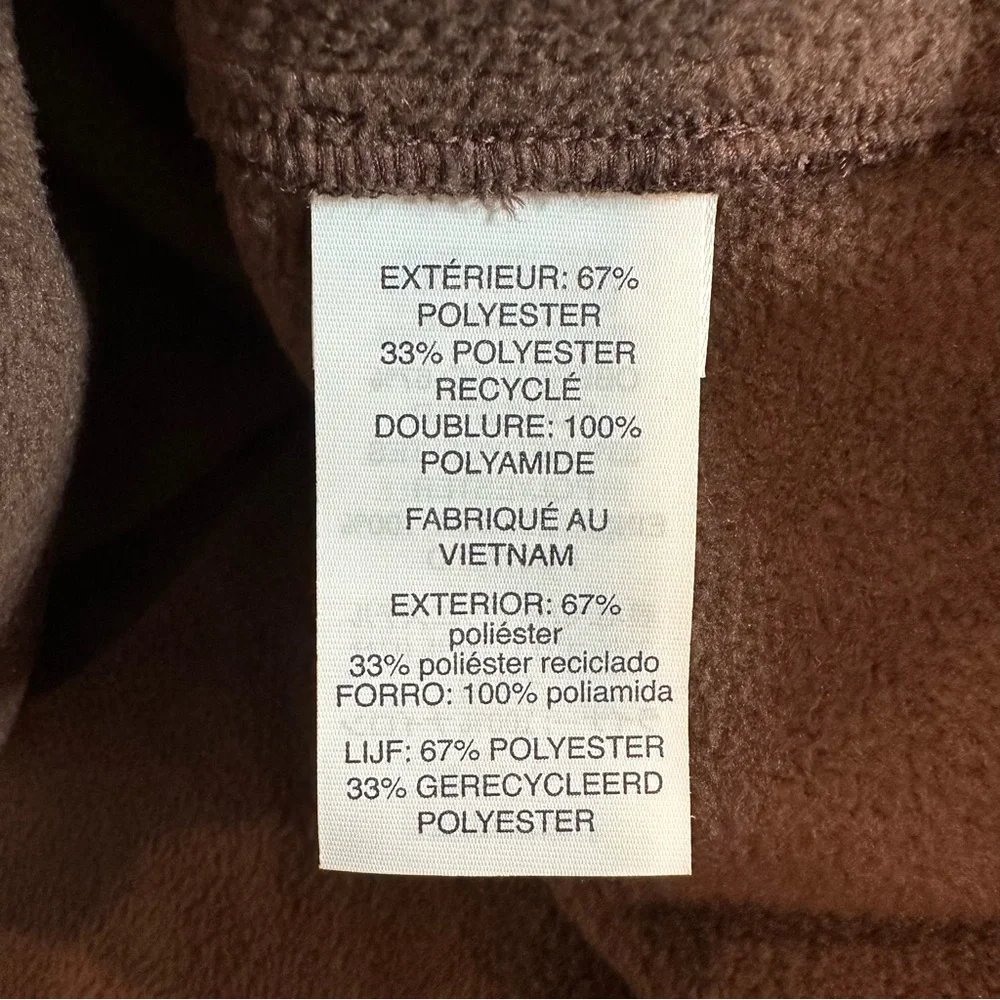 EXTÉRIEUR: 67%
POLYESTER
33% POLYESTER
RECYCLÉ
DOUBLURE: 100%
POLYAMIDE
FABRIQUÉ AU
VIETNAM
EXTERIOR: 67%
poliéster
33% poliéster reciclado
FORRO: 100% poliamida
LIJF: 67% POLYESTER
33% GERECYCLEERD
POLYESTER